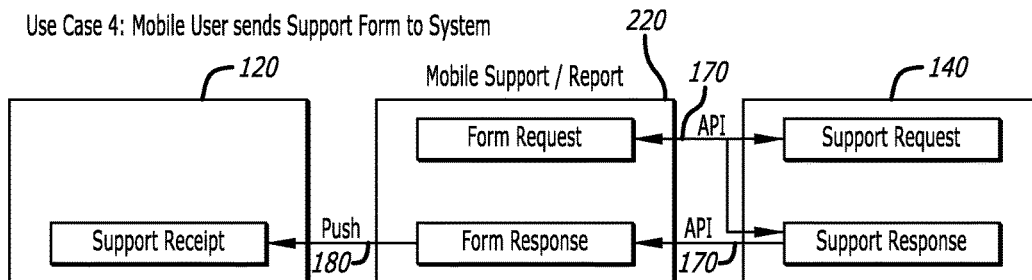 Use Case 4: Mobile User sends Support Form to System
120
Mobile Support / Report
220
170
140
Form Request
API
Support Request
Support Receipt
Push
180
Form Response
API
170
Support Response